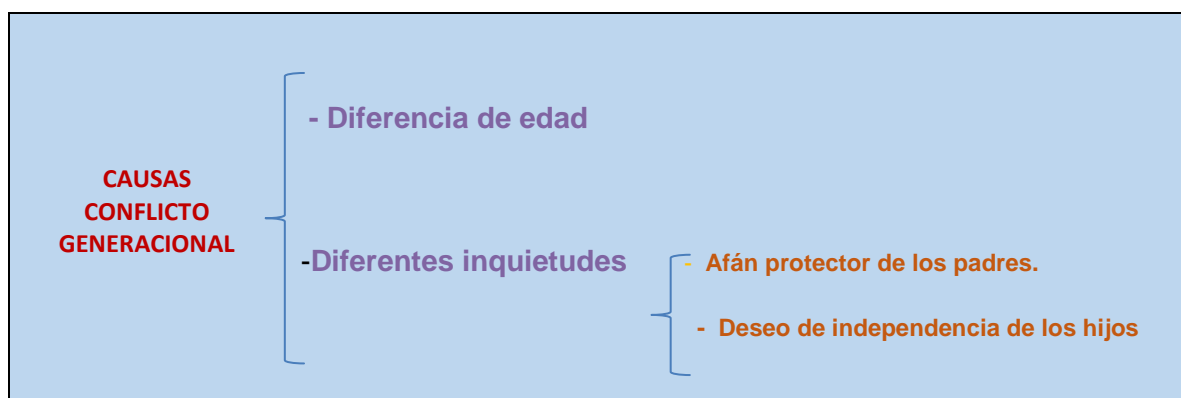 - Diferencia de edad
CAUSAS
CONFLICTO
GENERACIONAL
-Diferentes inquietudes
- Afán protector de los padres.
- Deseo de independencia de los hijos